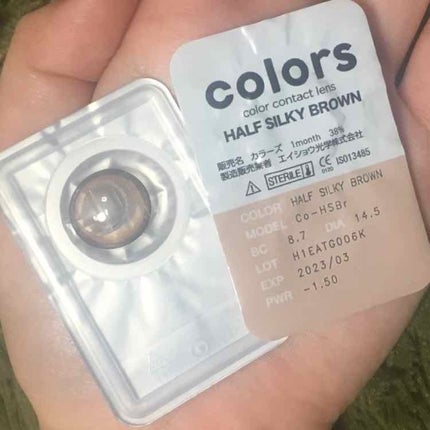 colors
color contact lens
HALF SILKY BROWN
販売名 カラーズ 1month 38%
製造販売業者 エイショウ光学株式会社
STERILE CE 0120 ISO13485
COLOR HALF SILKY BROWN
MODEL Co-HSBr
BC 8.7 DIA 14.5
LOT H1EATG006K
EXP 2023/03
PWR -1.50